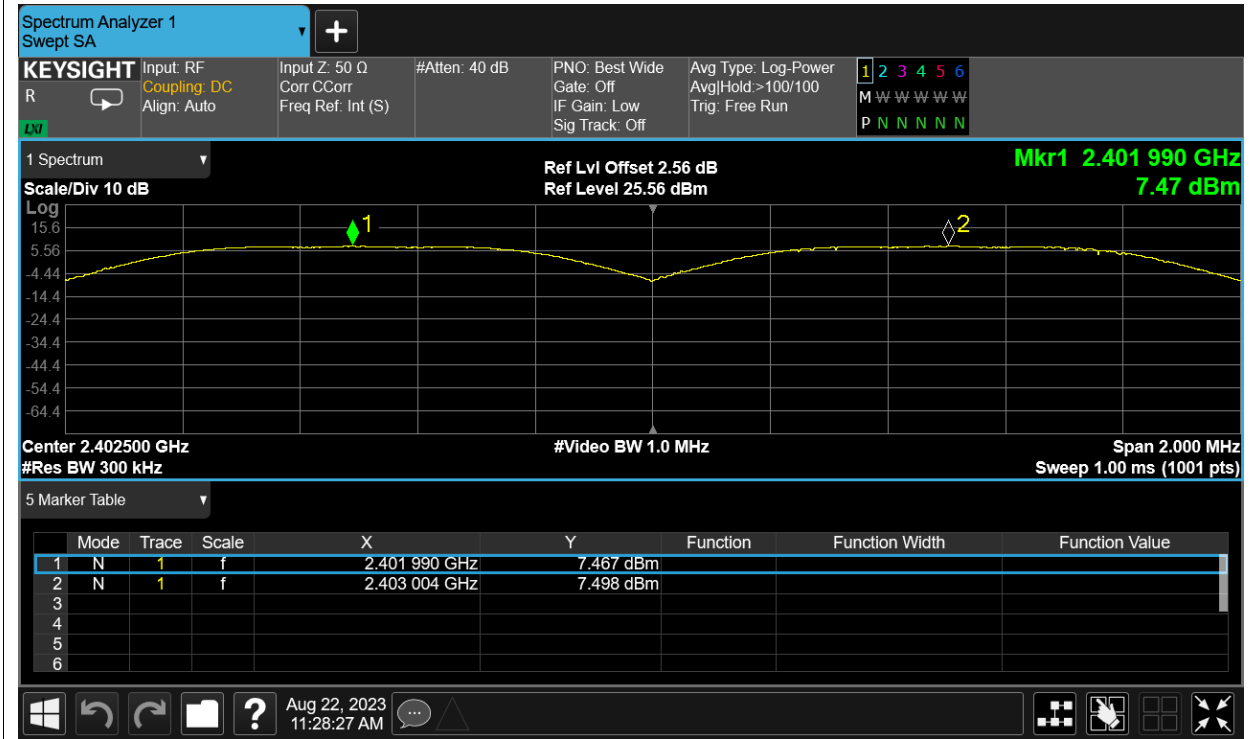 Spectrum Analyzer 1
Swept SA
KEYSIGHT Input: RF Input Z: 50 Ω #Atten: 40 dB PNO: Best Wide Avg Type: Log-Power 1 2 3 4 5 6
R Coupling: DC Corr CCorr Gate: Off Avg|Hold:>100/100 M W W W W W
Align: Auto Freq Ref: Int (S) IF Gain: Low Trig: Free Run
LXI Sig Track: Off P N N N N N
1 Spectrum Ref Lvl Offset 2.56 dB Mkr1 2.401 990 GHz
Scale/Div 10 dB Ref Level 25.56 dBm 7.47 dBm
Log
15.6 1 2
5.56
-4.44
-14.4
-24.4
-34.4
-44.4
-54.4
-64.4
Center 2.402500 GHz #Video BW 1.0 MHz Span 2.000 MHz
#Res BW 300 kHz Sweep 1.00 ms (1001 pts)
5 Marker Table
Mode Trace Scale X Y Function Function Width Function Value
1 N 1 f 2.401 990 GHz 7.467 dBm
2 N 1 f 2.403 004 GHz 7.498 dBm
3
4
5
6
? Aug 22, 2023
11:28:27 AM